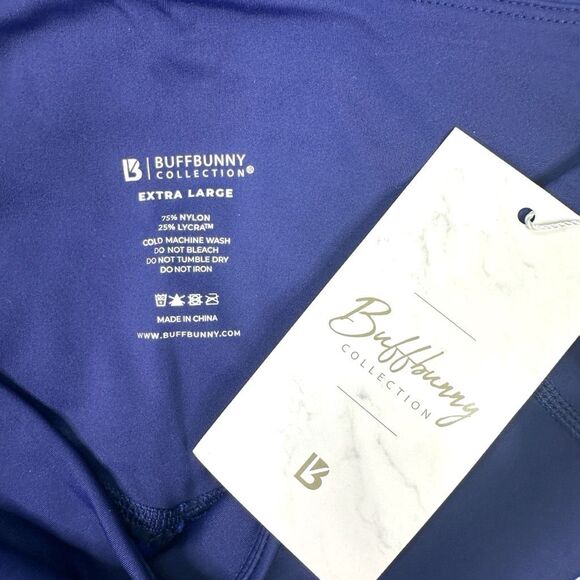 BUFFBUNNY
COLLECTION®
EXTRA LARGE
75% NYLON
25% LYCRA™
COLD MACHINE WASH
DO NOT BLEACH
DO NOT TUMBLE DRY
DO NOT IRON
MADE IN CHINA
WWW.BUFFBUNNY.COM
Buffbunny
COLLECTION